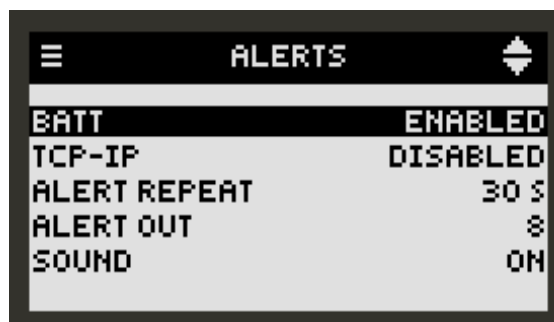 ALERTS
BATT ENABLED
TCP-IP DISABLED
ALERT REPEAT 30 S
ALERT OUT 8
SOUND ON